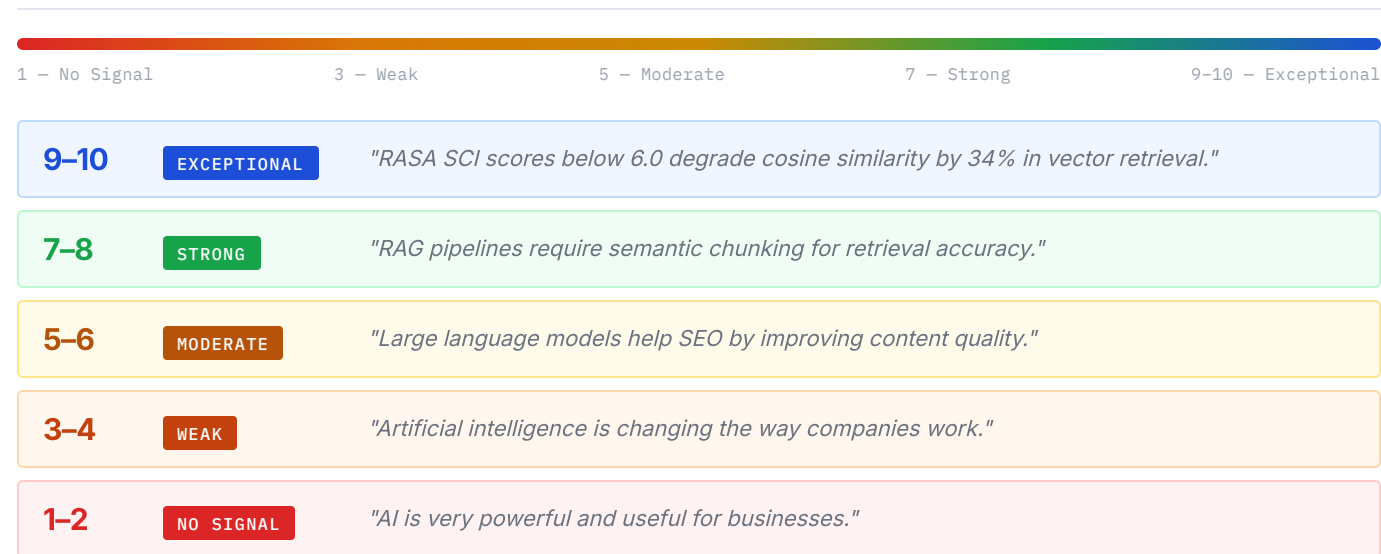 1 — No Signal 3 — Weak 5 — Moderate 7 — Strong 9–10 — Exceptional
9–10 EXCEPTIONAL "RASA SCI scores below 6.0 degrade cosine similarity by 34% in vector retrieval."
7–8 STRONG "RAG pipelines require semantic chunking for retrieval accuracy."
5–6 MODERATE "Large language models help SEO by improving content quality."
3–4 WEAK "Artificial intelligence is changing the way companies work."
1–2 NO SIGNAL "AI is very powerful and useful for businesses."